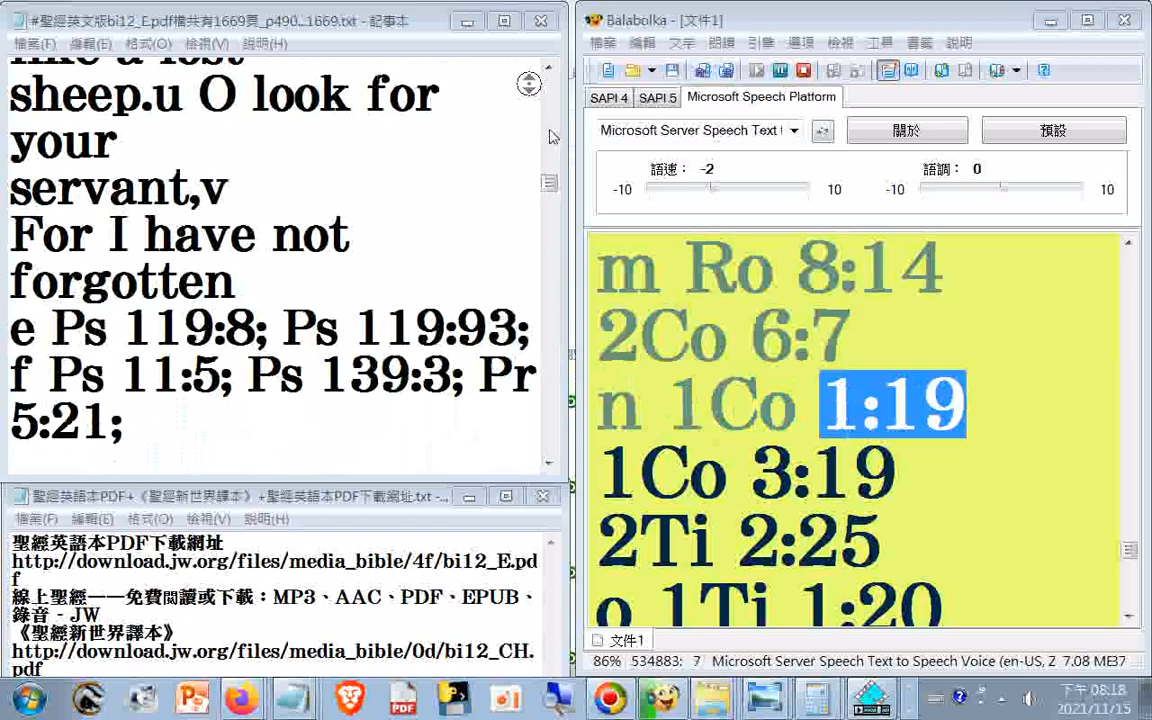 #聖經英文版bi12_E.pdf檔共有1669頁_p490...1669.txt - 記事本
檔案(F) 編輯(E) 格式(O) 檢視(V) 說明(H)
sheep.u O look for
your
servant,v
For I have not
forgotten
e Ps 119:8; Ps 119:93;
f Ps 11:5; Ps 139:3; Pr
5:21;
聖經英語本PDF+《聖經新世界譯本》+聖經英語本PDF下載網址.txt -...
檔案(F) 編輯(E) 格式(O) 檢視(V) 說明(H)
聖經英語本PDF下載網址
http://download.jw.org/files/media_bible/4f/bi12_E.pd
f
線上聖經——免費閱讀或下載：MP3、AAC、PDF、EPUB、
錄音 - JW
《聖經新世界譯本》
http://download.jw.org/files/media_bible/0d/bi12_CH.
pdf
Balabolka - [文件1]
檔案 編輯 文字 朗讀 引擎 選項 檢視 工具 書籤 說明
SAPI 4 SAPI 5 Microsoft Speech Platform
Microsoft Server Speech Text 關於 預設
語速： -2 語調： 0
-10 10 -10 10
m Ro 8:14
2Co 6:7
n 1Co 1:19
1Co 3:19
2Ti 2:25
o 1Ti 1:20
文件1
86% 534883: 7 Microsoft Server Speech Text to Speech Voice (en-US, Z 7.08 MB
下午 08:18
2021/11/15